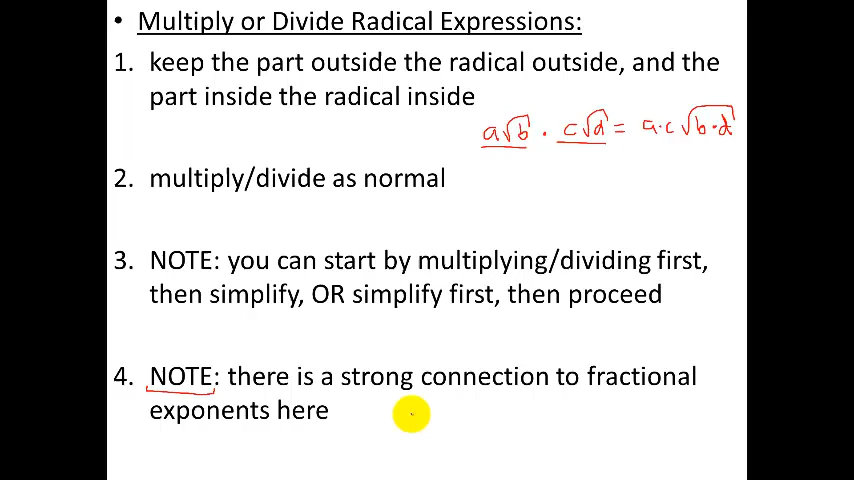 • Multiply or Divide Radical Expressions:
1. keep the part outside the radical outside, and the
part inside the radical inside
a√b · c√d = a·c√b·d
2. multiply/divide as normal
3. NOTE: you can start by multiplying/dividing first,
then simplify, OR simplify first, then proceed
4. NOTE: there is a strong connection to fractional
exponents here